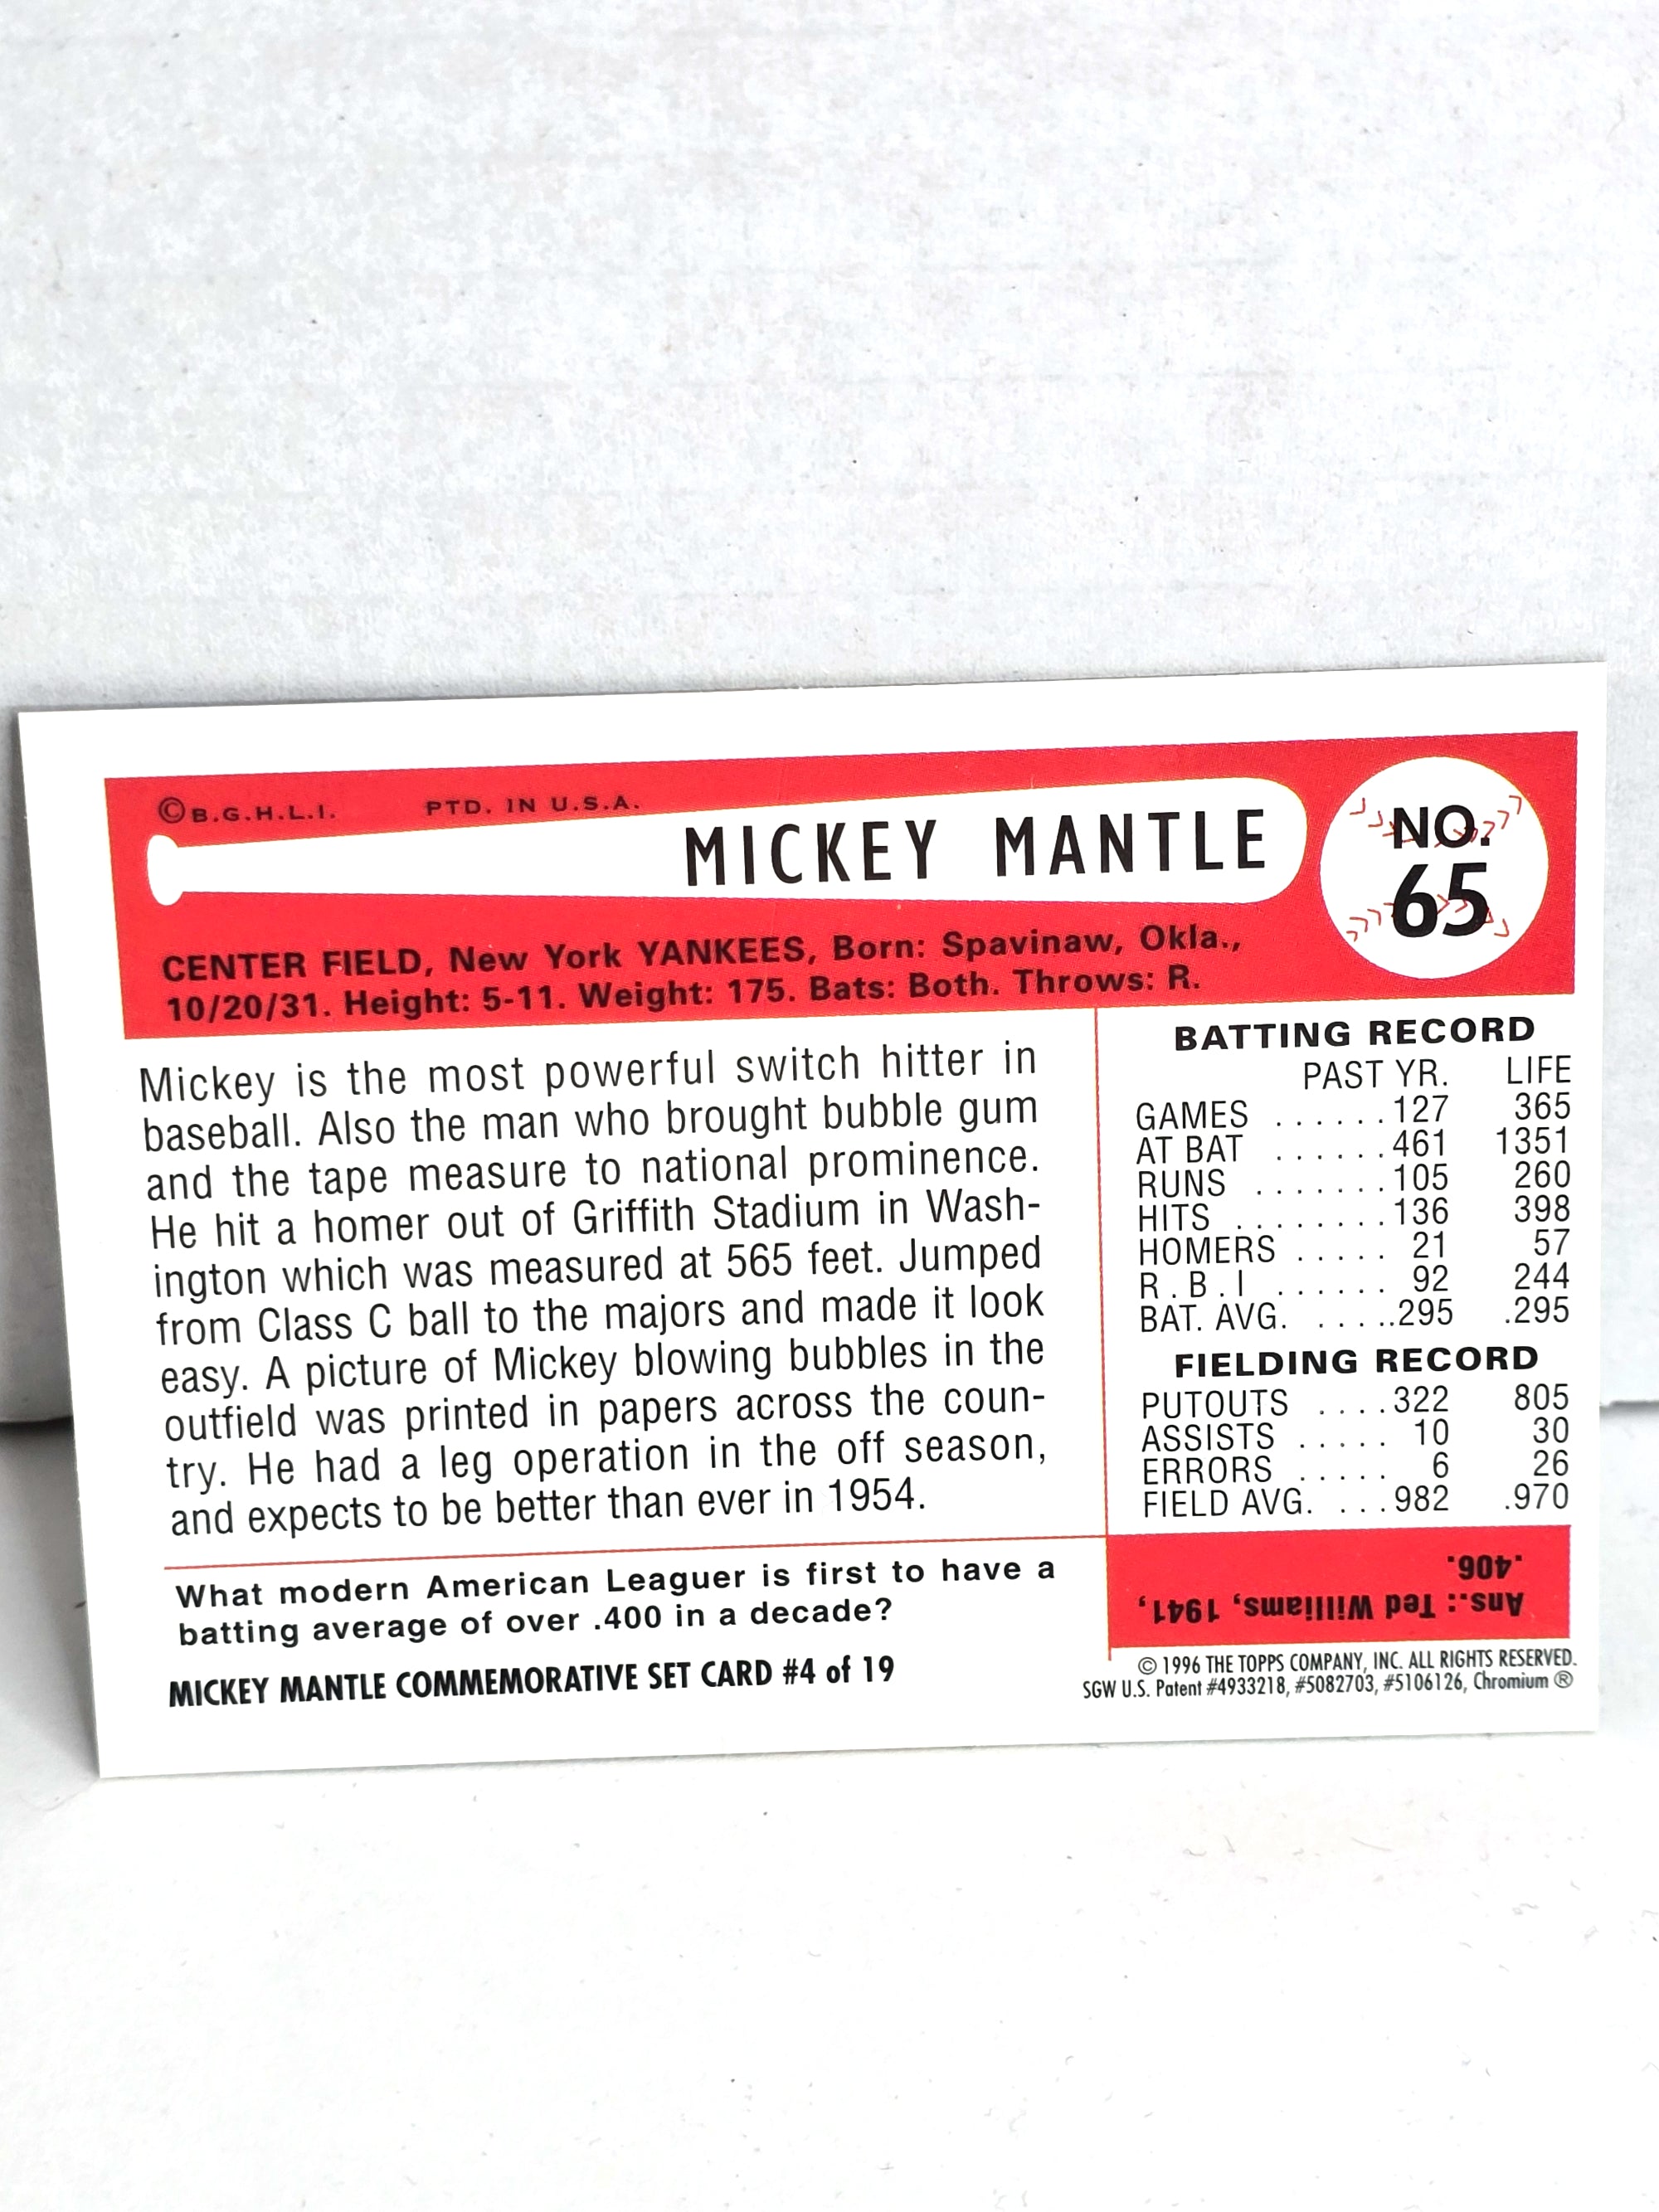 ©B.G.H.L.I. PTD. IN U.S.A.
MICKEY MANTLE
NO.
65
CENTER FIELD, New York YANKEES, Born: Spavinaw, Okla.,
10/20/31. Height: 5-11. Weight: 175. Bats: Both. Throws: R.
Mickey is the most powerful switch hitter in
baseball. Also the man who brought bubble gum
and the tape measure to national prominence.
He hit a homer out of Griffith Stadium in Wash-
ington which was measured at 565 feet. Jumped
from Class C ball to the majors and made it look
easy. A picture of Mickey blowing bubbles in the
outfield was printed in papers across the coun-
try. He had a leg operation in the off season,
and expects to be better than ever in 1954.
BATTING RECORD
PAST YR. LIFE
GAMES ......127 365
AT BAT ......461 1351
RUNS .......105 260
HITS ........136 398
HOMERS ..... 21 57
R.B.I ...... 92 244
BAT. AVG. .....295 .295
FIELDING RECORD
PUTOUTS ....322 805
ASSISTS ..... 10 30
ERRORS ..... 6 26
FIELD AVG. ...982 .970
What modern American Leaguer is first to have a
batting average of over .400 in a decade?
Ans.: Ted Williams, 1941,
.406.
MICKEY MANTLE COMMEMORATIVE SET CARD #4 of 19
© 1996 THE TOPPS COMPANY, INC. ALL RIGHTS RESERVED.
SGW U.S. Patent #4933218, #5082703, #5106126, Chromium ®